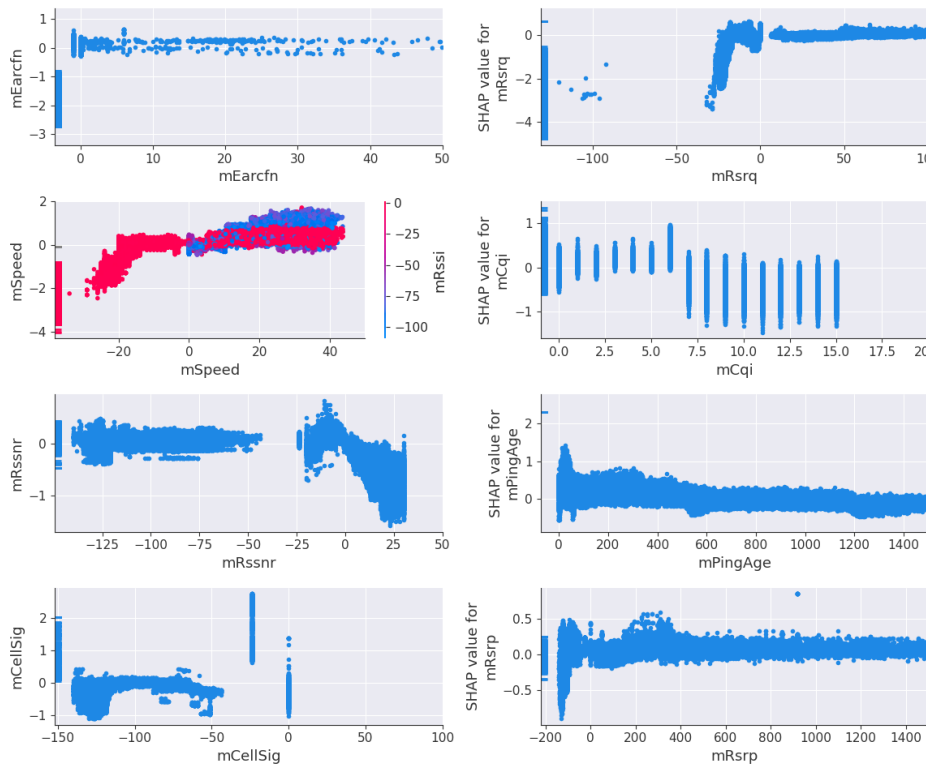 mEarcfn
1
0
−1
−2
−3
0 10 20 30 40 50
mEarcfn
SHAP value for
mRsrq
0
−2
−4
−100 −50 0 50 100
mRsrq
mSpeed
2
0
−2
−4
−20 0 20 40
mSpeed
0
−25
−50
−75
−100
mRssi
SHAP value for
mCqi
1
0
−1
0.0 2.5 5.0 7.5 10.0 12.5 15.0 17.5 20
mCqi
mRssnr
0
−1
−125 −100 −75 −50 −25 0 25
mRssnr
SHAP value for
mPingAge
2
1
0
0 200 400 600 800 1000 1200 1400
mPingAge
mCellSig
2
1
0
−1
−150 −100 −50 0 50 100
mCellSig
SHAP value for
mRsrp
0.5
0.0
−0.5
−200 0 200 400 600 800 1000 1200 1400
mRsrp